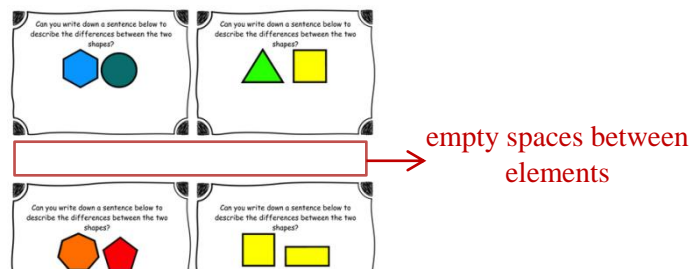 Can you write down a sentence below to
describe the differences between the two
shapes?
Can you write down a sentence below to
describe the differences between the two
shapes?
empty spaces between
elements
Can you write down a sentence below to
describe the differences between the two
shapes?
Can you write down a sentence below to
describe the differences between the two
shapes?